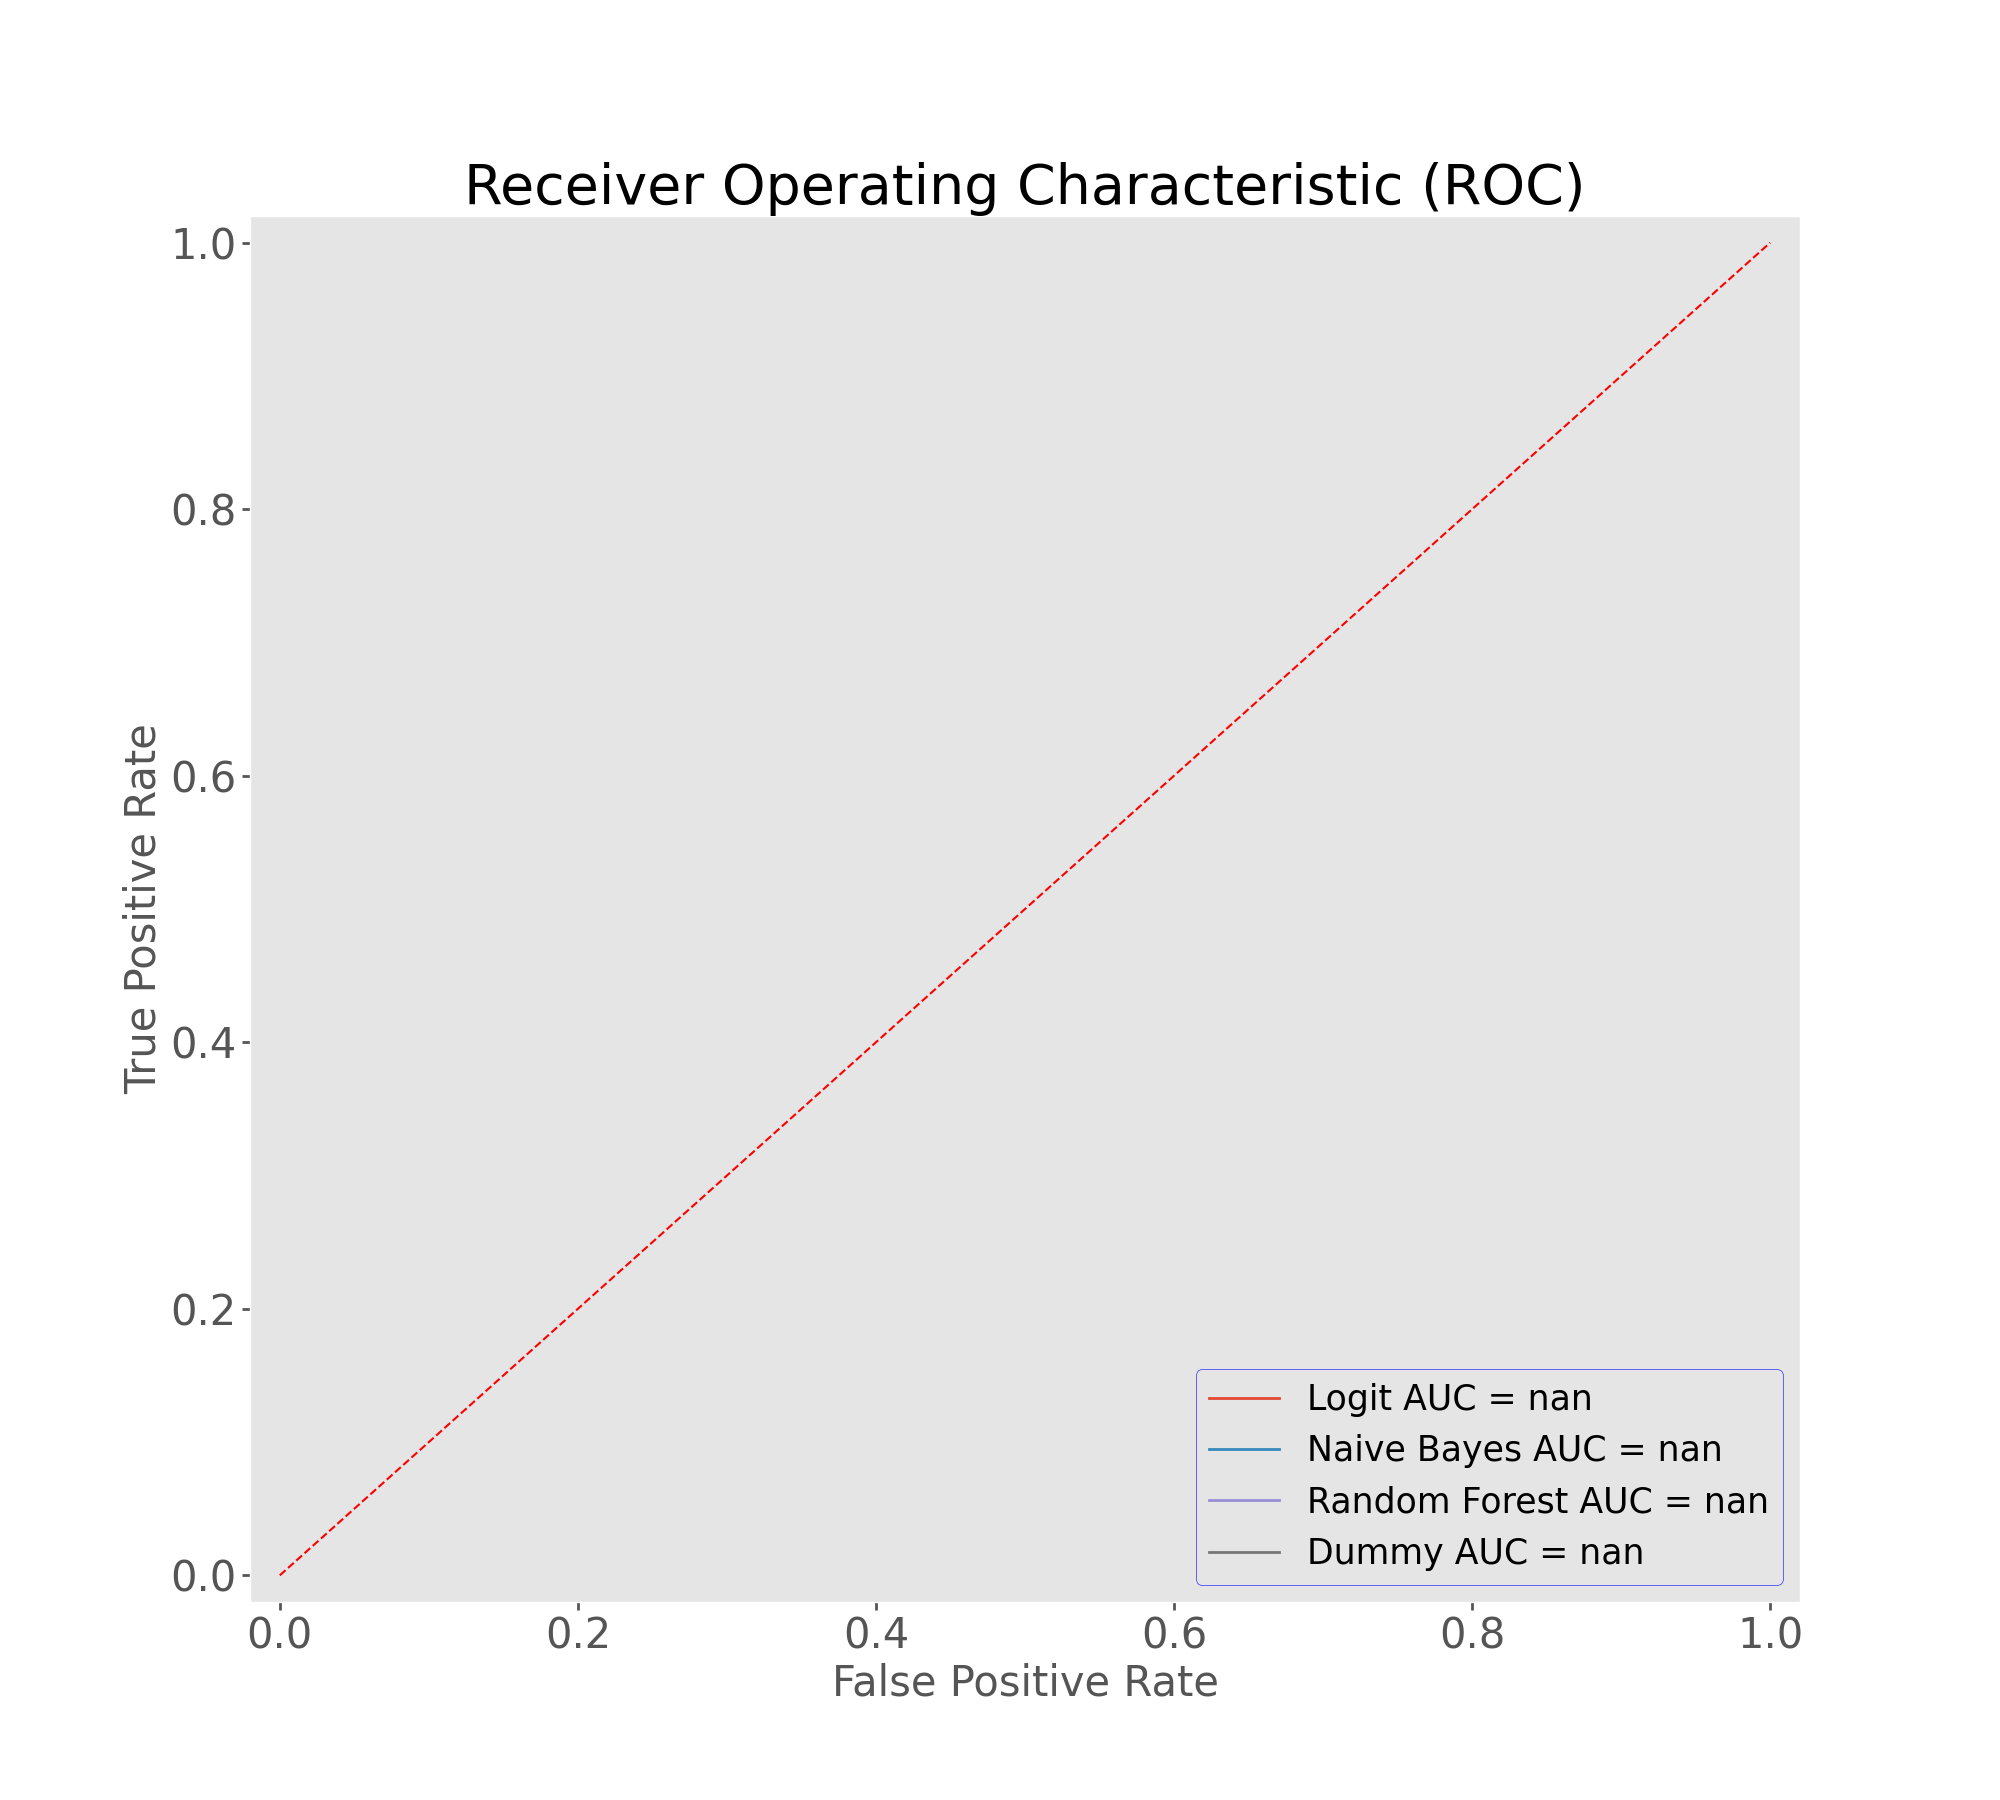 Receiver Operating Characteristic (ROC)
1.0
0.8
0.6
0.4
0.2
0.0
True Positive Rate
Logit AUC = nan
Naive Bayes AUC = nan
Random Forest AUC = nan
Dummy AUC = nan
0.0 0.2 0.4 0.6 0.8 1.0
False Positive Rate